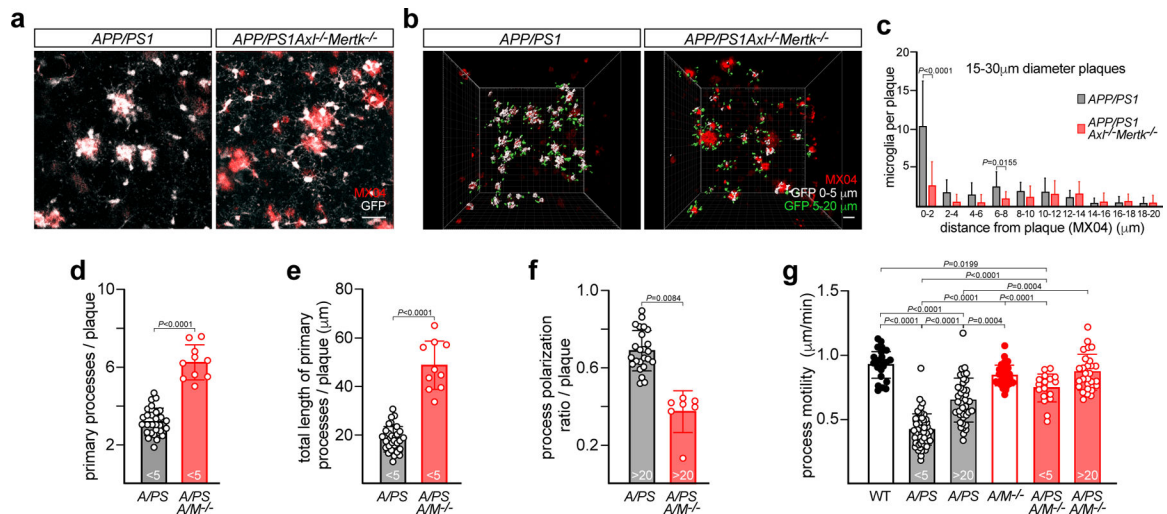 a
APP/PS1
APP/PS1Axl-/-Mertk-/-
MX04
GFP
b
APP/PS1
APP/PS1Axl-/-Mertk-/-
MX04
GFP 0-5 μm
GFP 5-20 μm
c
15-30μm diameter plaques
P<0.0001
P=0.0155
APP/PS1
APP/PS1
Axl-/-Mertk-/-
microglia per plaque
20
15
10
5
0-2 2-4 4-6 6-8 8-10 10-12 12-14 14-16 16-18 18-20
distance from plaque (MX04) (μm)
d
primary processes / plaque
10
8
6
4
2
P<0.0001
<5 <5
A/PS A/PS
A/M-/-
e
total length of primary
processes / plaque (μm)
80
60
40
20
P<0.0001
<5 <5
A/PS A/PS
A/M-/-
f
process polarization
ratio / plaque
1.0
0.6
0.2
P=0.0084
>20 >20
A/PS A/PS
A/M-/-
g
process motility (μm/min)
1.5
1.0
0.5
P=0.0199
P<0.0001
P=0.0004
P<0.0001 P<0.0001
P<0.0001
P<0.0001 P<0.0001 P=0.0004
<5 >20 <5 >20
WT A/PS A/PS A/M-/- A/PS A/PS
A/M-/- A/M-/-